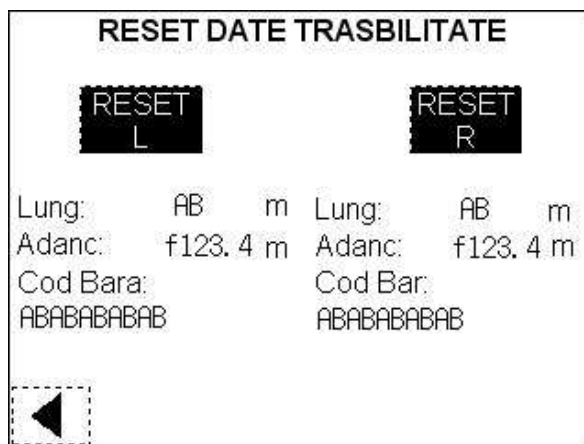 RESET DATE TRASBILITATE
RESET
L
RESET
R
Lung: AB m
Adanc: f123.4 m
Cod Bara:
ABABABABAB
Lung: AB m
Adanc: f123.4 m
Cod Bar:
ABABABABAB